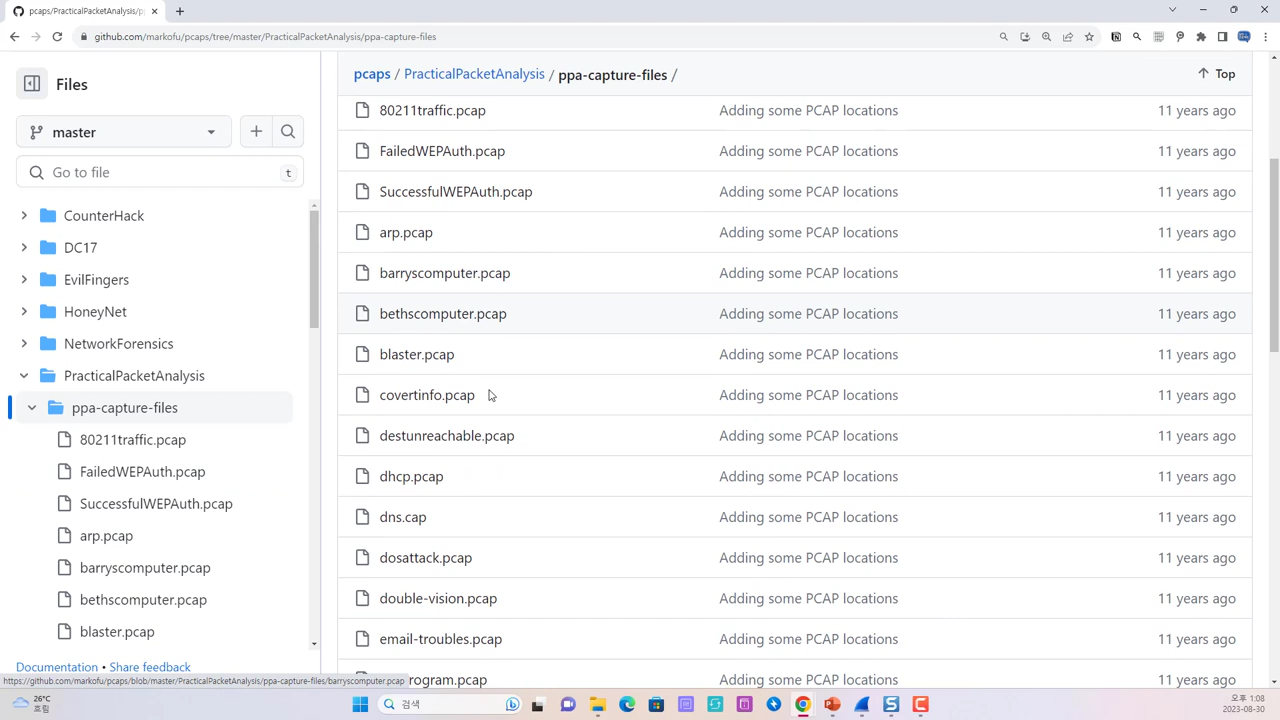 pcaps/PracticalPacketAnalysis/pp
github.com/markofu/pcaps/tree/master/PracticalPacketAnalysis/ppa-capture-files
Files
master
Go to file
t
CounterHack
DC17
EvilFingers
HoneyNet
NetworkForensics
PracticalPacketAnalysis
ppa-capture-files
80211traffic.pcap
FailedWEPAuth.pcap
SuccessfulWEPAuth.pcap
arp.pcap
barryscomputer.pcap
bethscomputer.pcap
blaster.pcap
Documentation • Share feedback
pcaps / PracticalPacketAnalysis / ppa-capture-files /
Top
80211traffic.pcap Adding some PCAP locations 11 years ago
FailedWEPAuth.pcap Adding some PCAP locations 11 years ago
SuccessfulWEPAuth.pcap Adding some PCAP locations 11 years ago
arp.pcap Adding some PCAP locations 11 years ago
barryscomputer.pcap Adding some PCAP locations 11 years ago
bethscomputer.pcap Adding some PCAP locations 11 years ago
blaster.pcap Adding some PCAP locations 11 years ago
covertinfo.pcap Adding some PCAP locations 11 years ago
destunreachable.pcap Adding some PCAP locations 11 years ago
dhcp.pcap Adding some PCAP locations 11 years ago
dns.cap Adding some PCAP locations 11 years ago
dosattack.pcap Adding some PCAP locations 11 years ago
double-vision.pcap Adding some PCAP locations 11 years ago
email-troubles.pcap Adding some PCAP locations 11 years ago
rogram.pcap Adding some PCAP locations 11 years ago
https://github.com/markofu/pcaps/blob/master/PracticalPacketAnalysis/ppa-capture-files/barryscomputer.pcap
26°C
흐림
검색
오후 1:08
2023-08-30